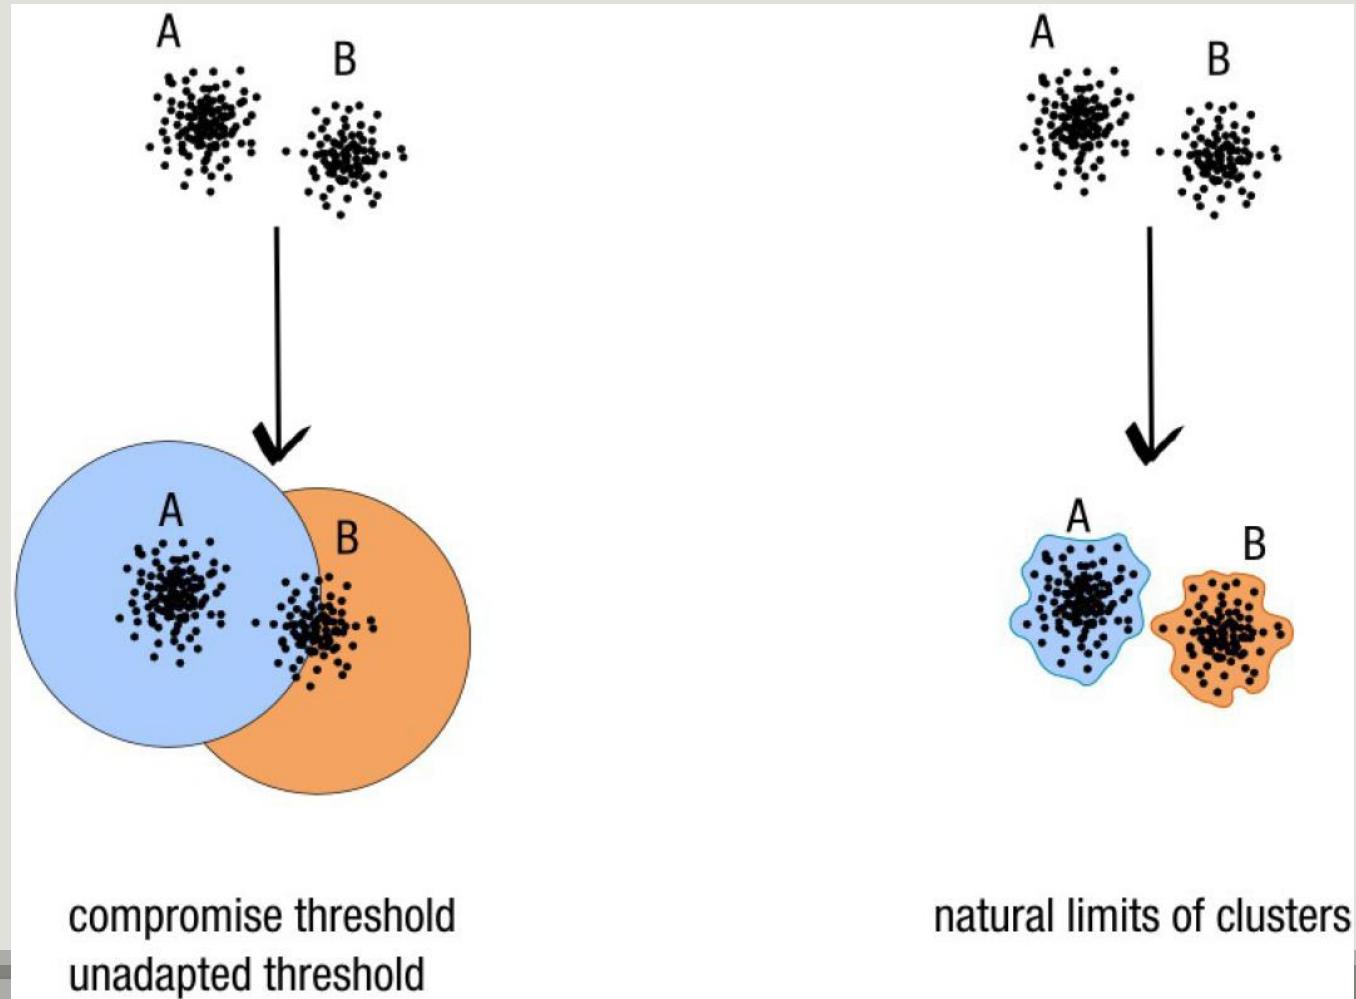 A
B
A
B
A
B
A
B
compromise threshold
unadapted threshold
natural limits of clusters